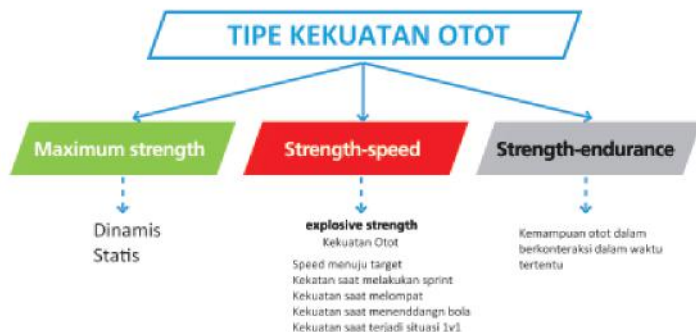 TIPE KEKUATAN OTOT
Maximum strength
Strength-speed
Strength-endurance
Dinamis
Statis
explosive strength
Kekuatan Otot
Speed menuju target
Kekatan saat melakukan sprint
Kekuatan saat melompat
Kekuatan saat menenddangn bola
Kekuatan saat terjadi situasi 1v1
Kemampuan otot dalam
berkonteraksi dalam waktu
tertentu